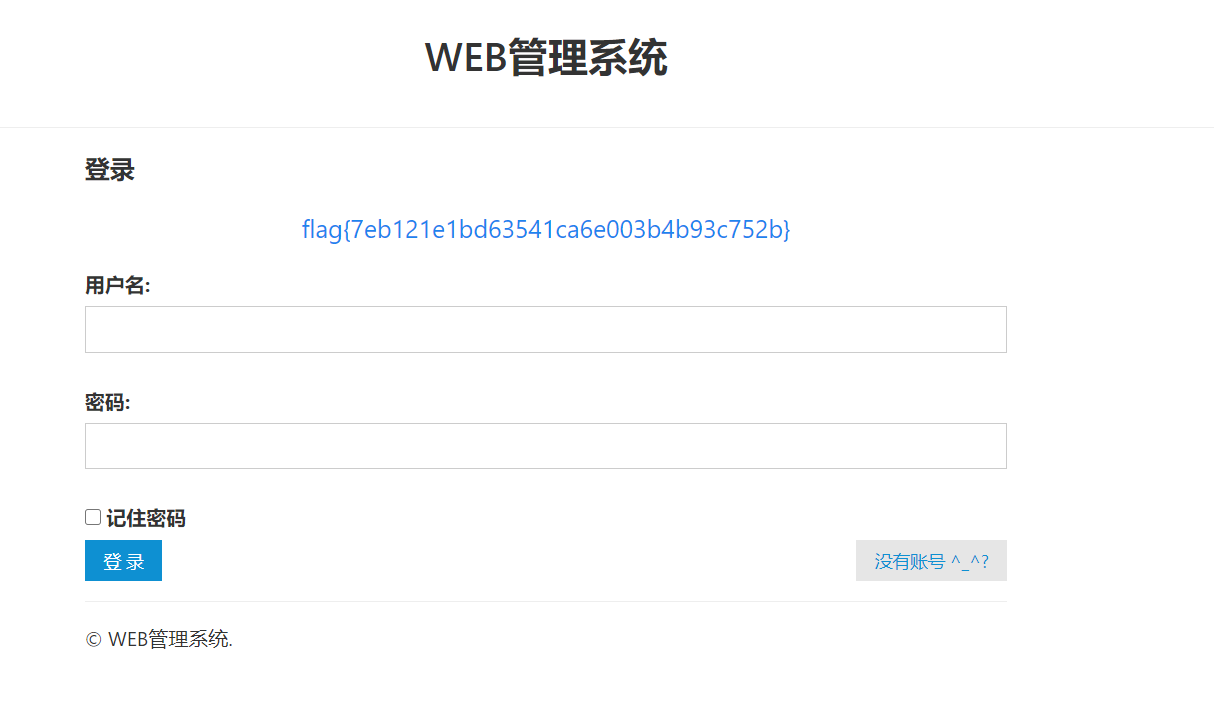 WEB管理系统
登录
flag{7eb121e1bd63541ca6e003b4b93c752b}
用户名:
密码:
记住密码
登录
没有账号 ^_^?
© WEB管理系统.